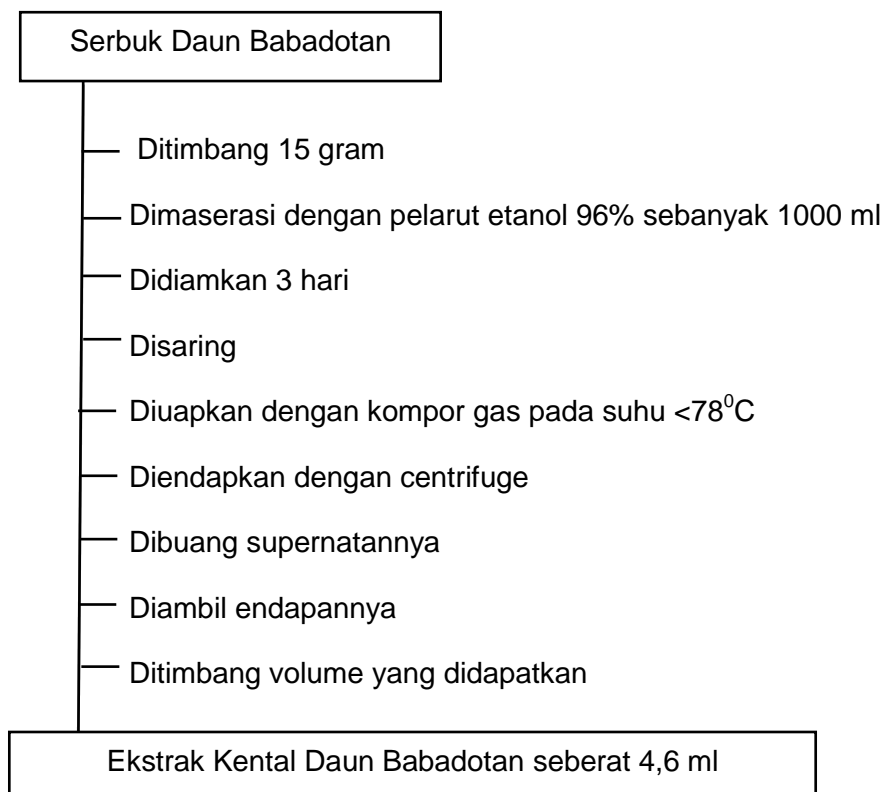 Serbuk Daun Babadotan
Ditimbang 15 gram
Dimaserasi dengan pelarut etanol 96% sebanyak 1000 ml
Didiamkan 3 hari
Disaring
Diuapkan dengan kompor gas pada suhu <78⁰C
Diendapkan dengan centrifuge
Dibuang supernatannya
Diambil endapannya
Ditimbang volume yang didapatkan
Ekstrak Kental Daun Babadotan seberat 4,6 ml